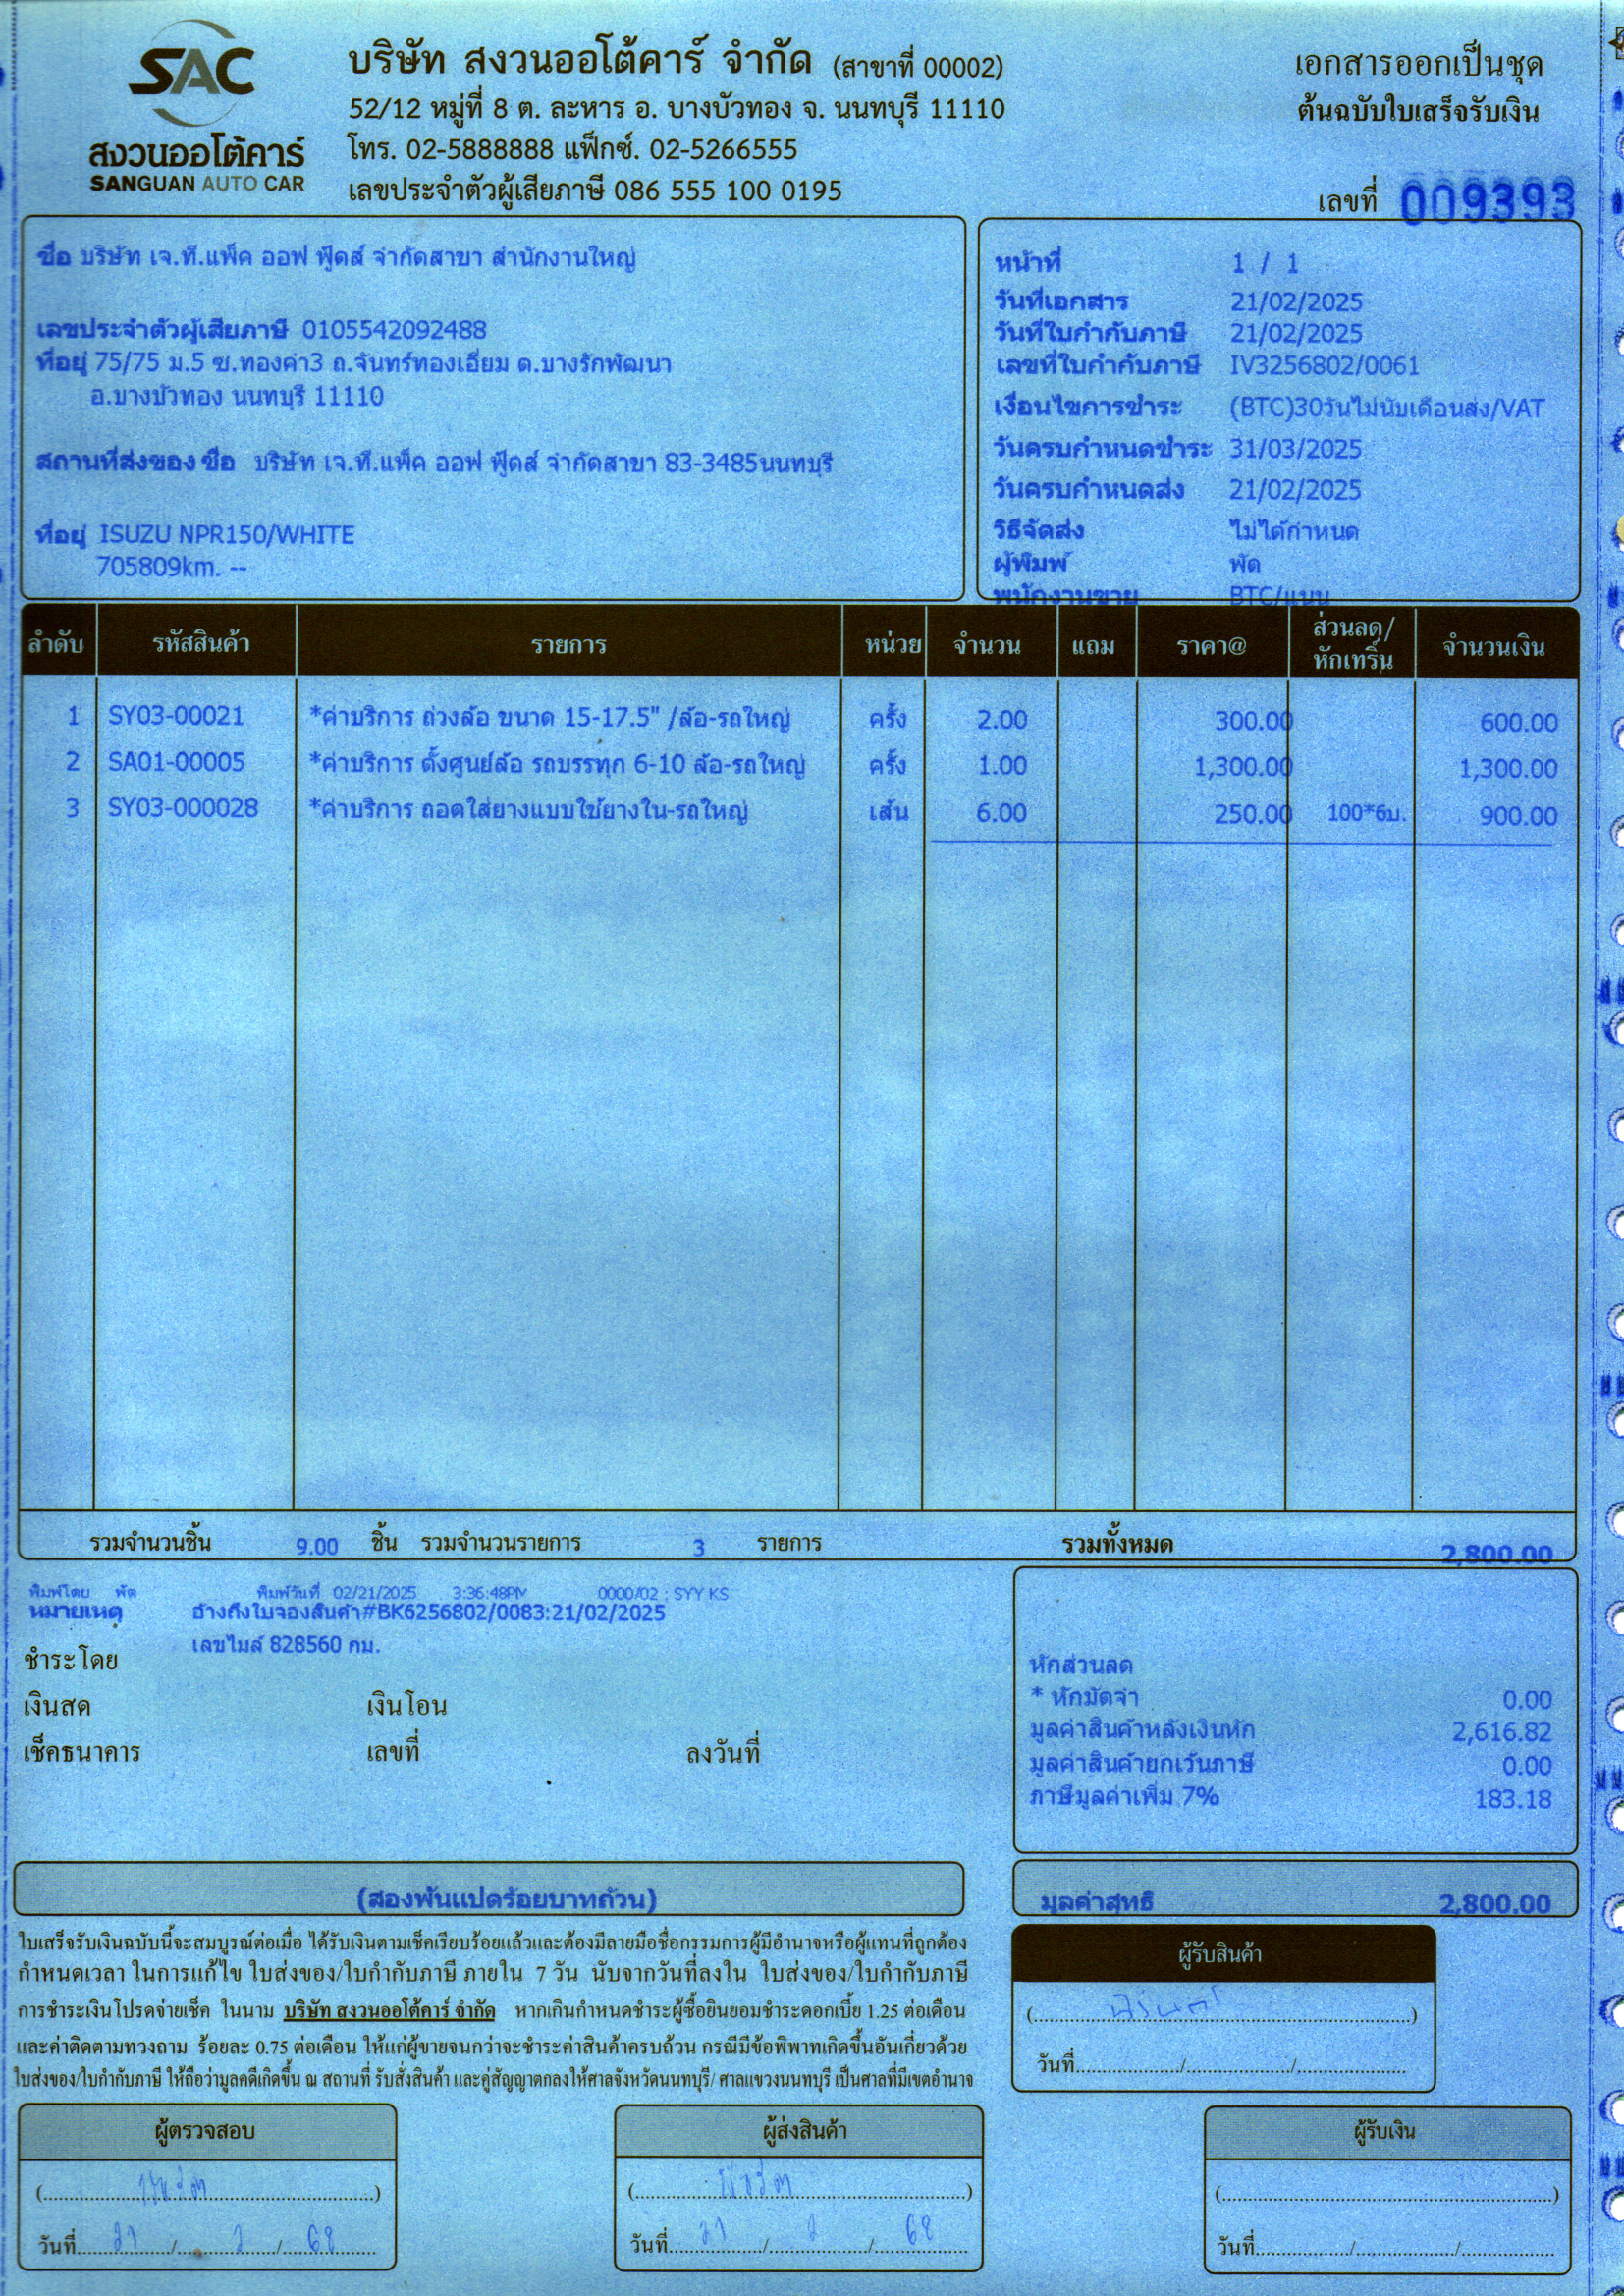 SAC
สงวนออโต้คาร์
SANGUAN AUTO CAR
บริษัท สงวนออโต้คาร์ จำกัด (สาขาที่ 00002)
52/12 หมู่ที่ 8 ต. ละหาร อ. บางบัวทอง จ. นนทบุรี 11110
โทร. 02-5888888 แฟ็กซ์. 02-5266555
เลขประจำตัวผู้เสียภาษี 086 555 100 0195
เอกสารออกเป็นชุด
ต้นฉบับใบเสร็จรับเงิน
เลขที่ 009393
ชื่อ บริษัท เจ.ที.แพ็ค ออฟ ฟู้ดส์ จำกัดสาขา สำนักงานใหญ่
เลขประจำตัวผู้เสียภาษี 0105542092488
ที่อยู่ 75/75 ม.5 ซ.ทองคำ3 ถ.จันทร์ทองเอี่ยม ต.บางรักพัฒนา
อ.บางบัวทอง นนทบุรี 11110
สถานที่ส่งของ ชื่อ บริษัท เจ.ที.แพ็ค ออฟ ฟู้ดส์ จำกัดสาขา 83-3485นนทบุรี
ที่อยู่ ISUZU NPR150/WHITE
705809km. --
หน้าที่ 1 / 1
วันที่เอกสาร 21/02/2025
วันที่ใบกำกับภาษี 21/02/2025
เลขที่ใบกำกับภาษี IV3256802/0061
เงื่อนไขการชำระ (BTC)30วันไม่นับเดือนส่ง/VAT
วันครบกำหนดชำระ 31/03/2025
วันครบกำหนดส่ง 21/02/2025
วิธีจัดส่ง ไม่ได้กำหนด
ผู้พิมพ์ พัด
พนักงานขาย BTC/แนน
ลำดับ รหัสสินค้า รายการ หน่วย จำนวน แถม ราคา@ ส่วนลด/หักเทริ์น จำนวนเงิน
1 SY03-00021 *ค่าบริการ ถ่วงล้อ ขนาด 15-17.5" /ล้อ-รถใหญ่ ครั้ง 2.00 300.00 600.00
2 SA01-00005 *ค่าบริการ ตั้งศูนย์ล้อ รถบรรทุก 6-10 ล้อ-รถใหญ่ ครั้ง 1.00 1,300.00 1,300.00
3 SY03-000028 *ค่าบริการ ถอดใส่ยางแบบใช้ยางใน-รถใหญ่ เส้น 6.00 250.00 100*6บ. 900.00
รวมจำนวนชิ้น 9.00 ชิ้น รวมจำนวนรายการ 3 รายการ รวมทั้งหมด 2,800.00
พิมพ์โดย พัด พิมพ์วันที่ 02/21/2025 3:36:48PM 0000/02 : SYY KS
หมายเหตุ อ้างถึงใบจองสินค้า#BK6256802/0083:21/02/2025
เลขไมล์ 828560 กม.
ชำระโดย
เงินสด เงินโอน
เช็คธนาคาร เลขที่ ลงวันที่
หักส่วนลด
* หักมัดจำ 0.00
มูลค่าสินค้าหลังเงินหัก 2,616.82
มูลค่าสินค้ายกเว้นภาษี 0.00
ภาษีมูลค่าเพิ่ม 7% 183.18
(สองพันแปดร้อยบาทถ้วน)
มูลค่าสุทธิ 2,800.00
ใบเสร็จรับเงินฉบับนี้จะสมบูรณ์ต่อเมื่อ ได้รับเงินตามเช็คเรียบร้อยแล้วและต้องมีลายมือชื่อกรรมการผู้มีอำนาจหรือผู้แทนที่ถูกต้อง
กำหนดเวลา ในการแก้ไข ใบส่งของ/ใบกำกับภาษี ภายใน 7 วัน นับจากวันที่ลงใน ใบส่งของ/ใบกำกับภาษี
การชำระเงินโปรดจ่ายเช็ค ในนาม บริษัท สงวนออโต้คาร์ จำกัด หากเกินกำหนดชำระผู้ซื้อยินยอมชำระดอกเบี้ย 1.25 ต่อเดือน
และค่าติดตามทวงถาม ร้อยละ 0.75 ต่อเดือน ให้แก่ผู้ขายจนกว่าจะชำระค่าสินค้าครบถ้วน กรณีมีข้อพิพาทเกิดขึ้นอันเกี่ยวด้วย
ใบส่งของ/ใบกำกับภาษี ให้ถือว่ามูลคดีเกิดขึ้น ณ สถานที่ รับสั่งสินค้า และคู่สัญญาตกลงให้ศาลจังหวัดนนทบุรี/ ศาลแขวงนนทบุรี เป็นศาลที่มีเขตอำนาจ
ผู้รับสินค้า
วันที่
ผู้ตรวจสอบ
วันที่ 21/2/68
ผู้ส่งสินค้า
วันที่ 21/2/68
ผู้รับเงิน
วันที่